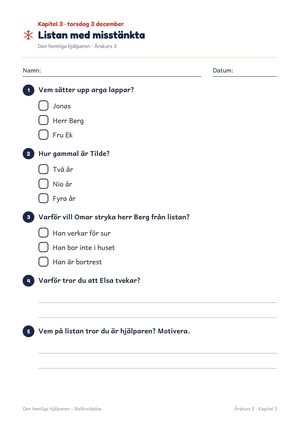 Kapitel 3 · torsdag 3 december
Listan med misstänkta
Den hemliga hjälparen · Årskurs 3
Namn: Datum:
1 Vem sätter upp arga lappar?
Jonas
Herr Berg
Fru Ek
2 Hur gammal är Tilde?
Två år
Nio år
Fyra år
3 Varför vill Omar stryka herr Berg från listan?
Han verkar för sur
Han bor inte i huset
Han är bortrest
4 Varför tror du att Elsa tvekar?
5 Vem på listan tror du är hjälparen? Motivera.
Den hemliga hjälparen – läsförståelse Årskurs 3 · Kapitel 3